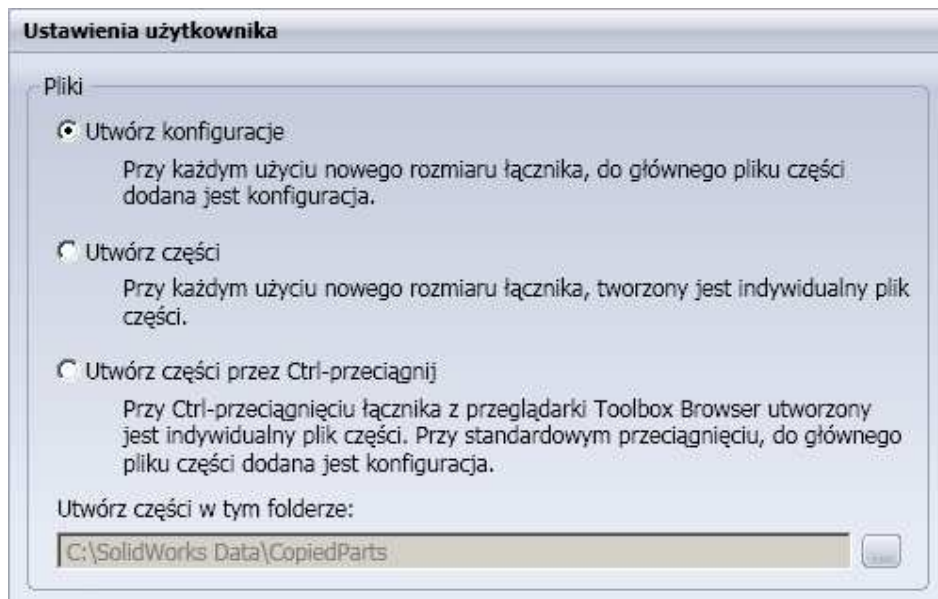 Ustawienia użytkownika
Pliki
Utwórz konfiguracje
Przy każdym użyciu nowego rozmiaru łącznika, do głównego pliku części
dodana jest konfiguracja.
Utwórz części
Przy każdym użyciu nowego rozmiaru łącznika, tworzony jest indywidualny plik
części.
Utwórz części przez Ctrl-przeciągnij
Przy Ctrl-przeciągnięciu łącznika z przeglądarki Toolbox Browser utworzony
jest indywidualny plik części. Przy standardowym przeciągnięciu, do głównego
pliku części dodana jest konfiguracja.
Utwórz części w tym folderze:
C:\SolidWorks Data\CopiedParts
...